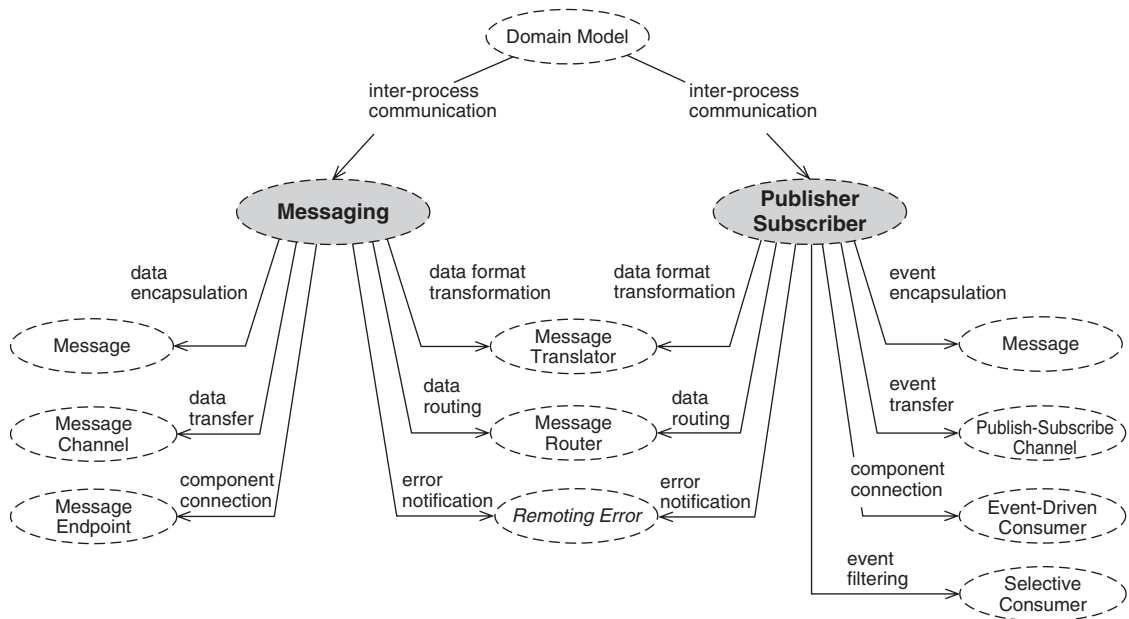 Domain Model
inter-process
communication
inter-process
communication
Messaging
Publisher
Subscriber
data
encapsulation
data format
transformation
data format
transformation
event
encapsulation
Message
Message
Translator
Message
data
transfer
data
routing
data
routing
event
transfer
Message
Channel
Message
Router
Publish-Subscribe
Channel
component
connection
error
notification
error
notification
component
connection
Message
Endpoint
Remoting Error
Event-Driven
Consumer
event
filtering
Selective
Consumer